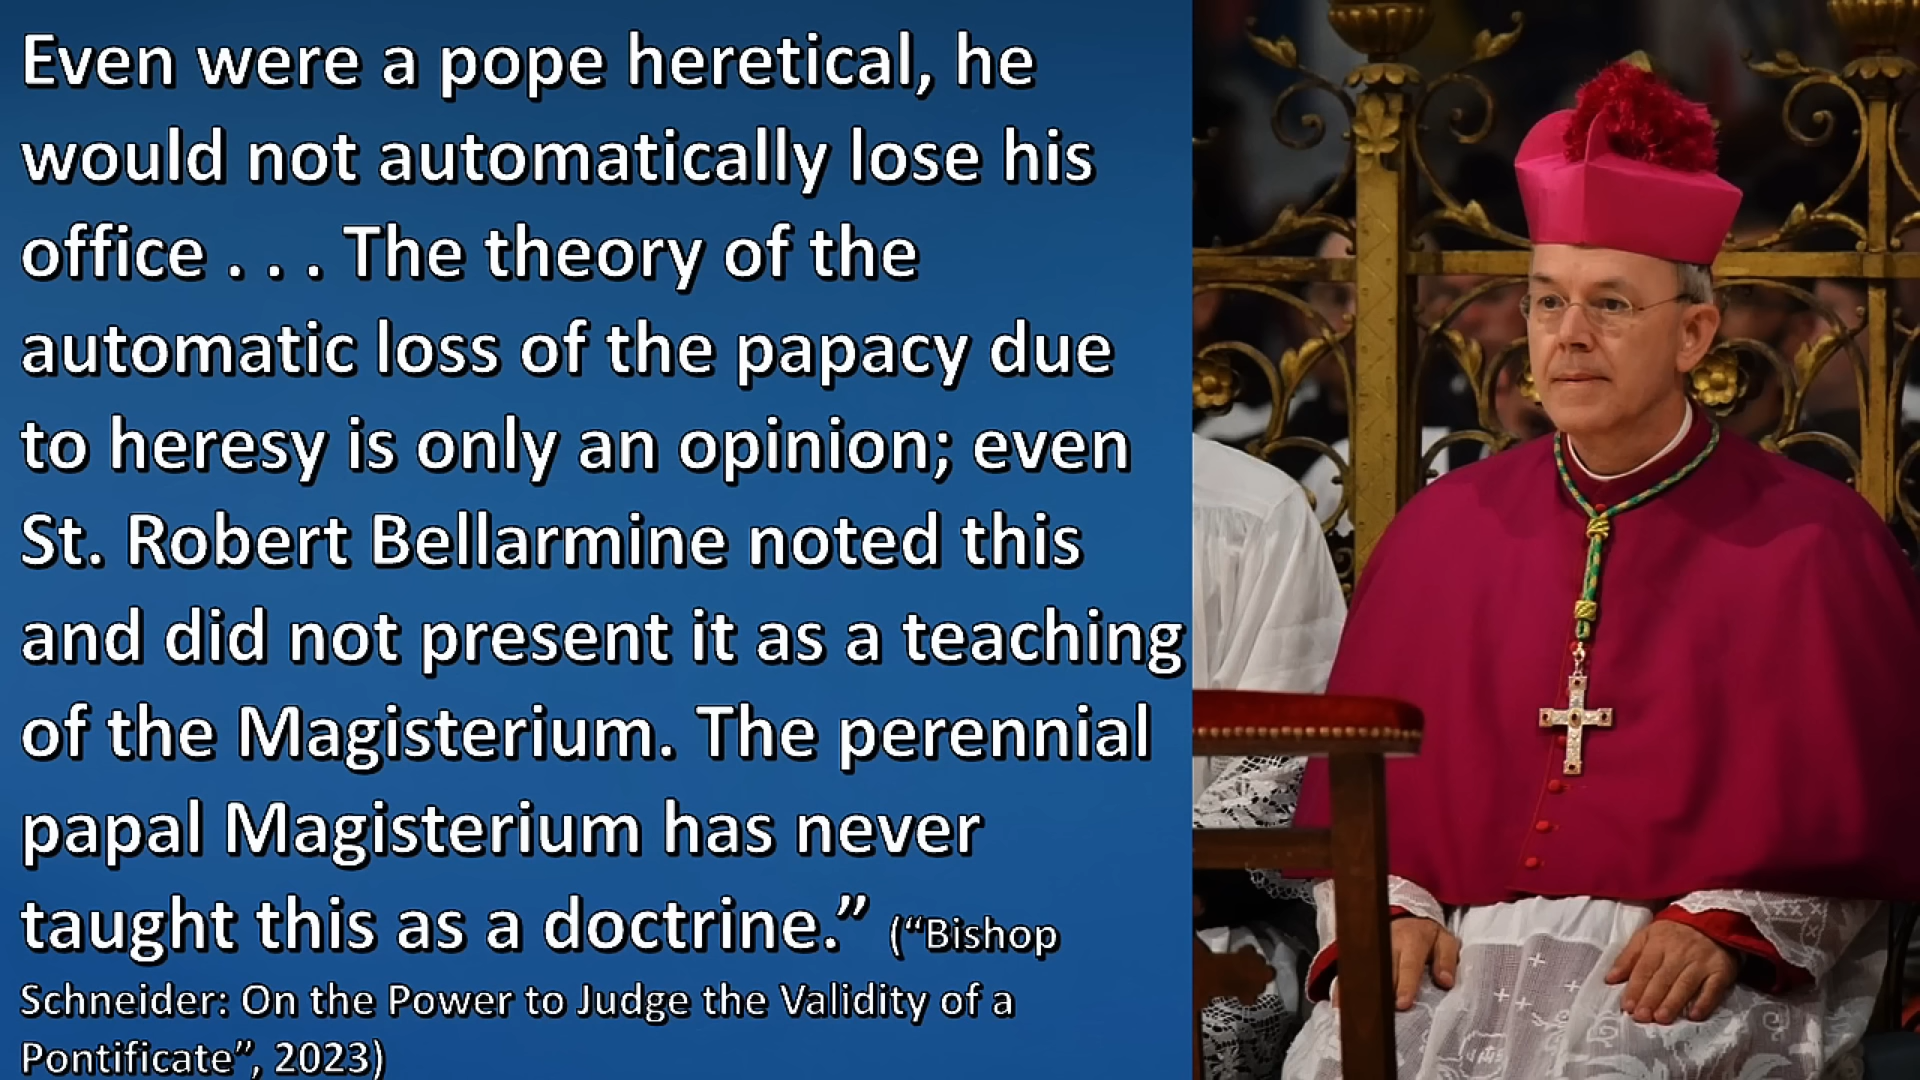 Even were a pope heretical, he
would not automatically lose his
office . . . The theory of the
automatic loss of the papacy due
to heresy is only an opinion; even
St. Robert Bellarmine noted this
and did not present it as a teaching
of the Magisterium. The perennial
papal Magisterium has never
taught this as a doctrine.” (“Bishop
Schneider: On the Power to Judge the Validity of a
Pontificate”, 2023)